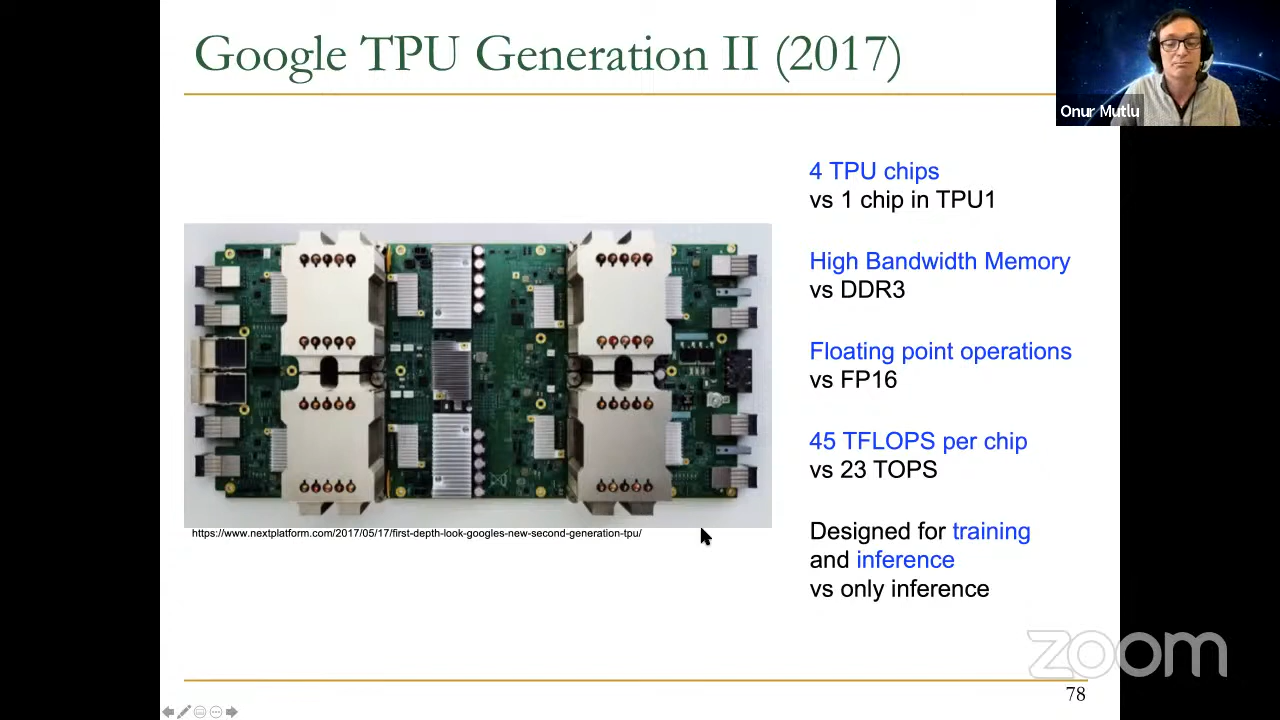 Google TPU Generation II (2017)
Onur Mutlu
4 TPU chips
vs 1 chip in TPU1
High Bandwidth Memory
vs DDR3
Floating point operations
vs FP16
45 TFLOPS per chip
vs 23 TOPS
Designed for training
and inference
vs only inference
https://www.nextplatform.com/2017/05/17/first-depth-look-googles-new-second-generation-tpu/
zoom
78